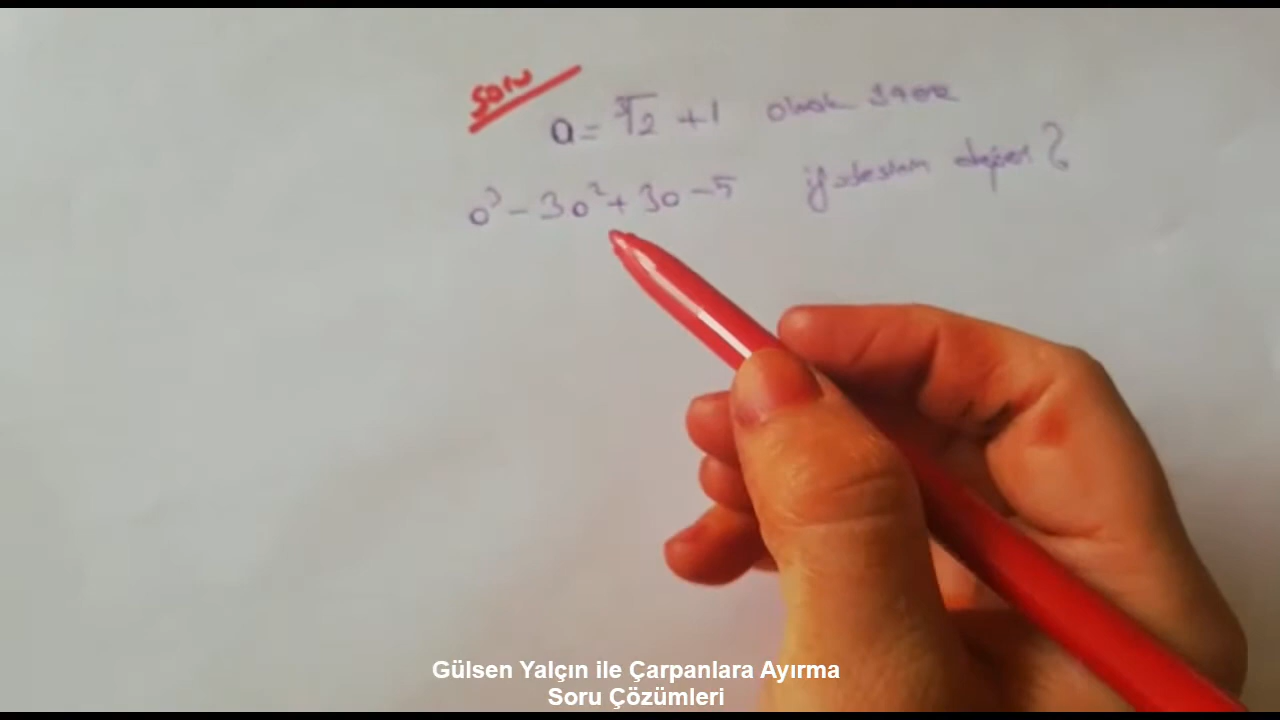 Soru
a = ∛2 + 1 olmak üzere
a³ - 3a² + 3a - 5 ifadesinin değeri?
Gülsen Yalçın ile Çarpanlara Ayırma
Soru Çözümleri